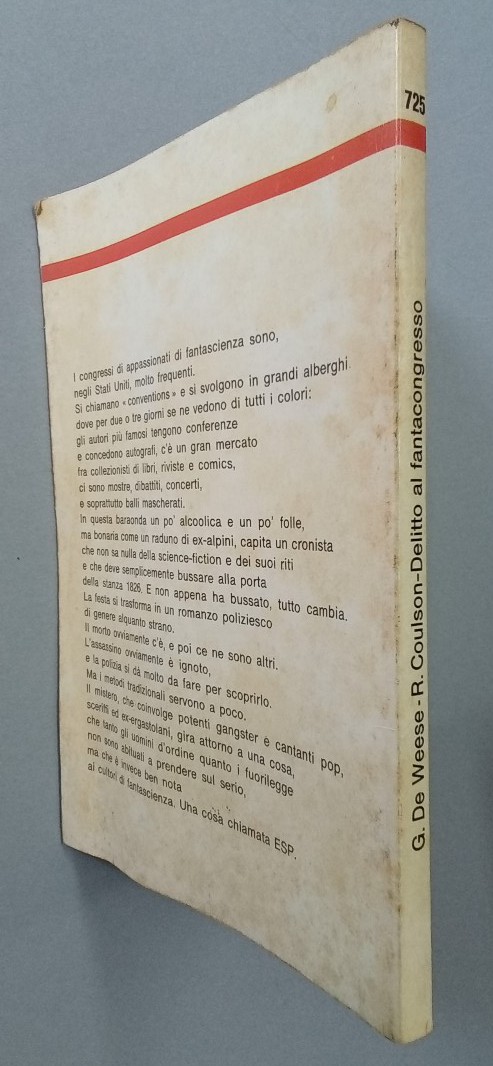 I congressi di appassionati di fantascienza sono,
negli Stati Uniti, molto frequenti.
Si chiamano «conventions» e si svolgono in grandi alberghi
dove per due o tre giorni se ne vedono di tutti i colori:
gli autori più famosi tengono conferenze
e concedono autografi, c'è un gran mercato
fra collezionisti di libri, riviste e comics,
ci sono mostre, dibattiti, concerti,
e soprattutto balli mascherati.
In questa baraonda un po' alcoolica e un po' folle,
ma bonaria come un raduno di ex-alpini, capita un cronista
che non sa nulla della science-fiction e dei suoi riti
e che deve semplicemente bussare alla porta
della stanza 1826. E non appena ha bussato, tutto cambia.
La festa si trasforma in un romanzo poliziesco
di genere alquanto strano.
Il morto ovviamente c'è, e poi ce ne sono altri.
L'assassino ovviamente è ignoto,
e la polizia si dà molto da fare per scoprirlo.
Ma i metodi tradizionali servono a poco.
Il mistero, che coinvolge potenti gangster e cantanti pop,
sceriffi ed ex-ergastolani, gira attorno a una cosa,
che tanto gli uomini d'ordine quanto i fuorilegge
non sono abituati a prendere sul serio,
ma che è invece ben nota
ai cultori di fantascienza. Una cosa chiamata ESP.
725
G. De Weese - R. Coulson-Delitto al fantacongresso